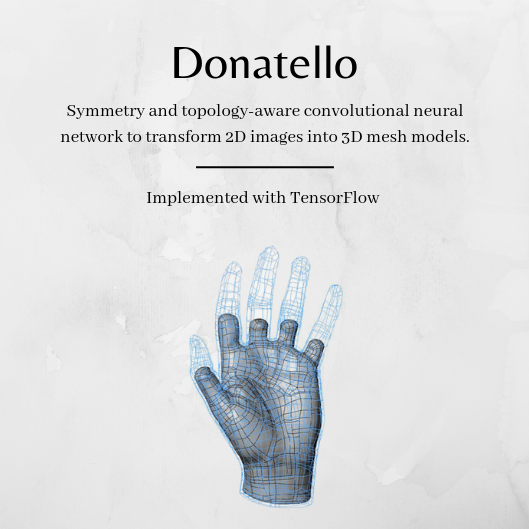 Donatello
Symmetry and topology-aware convolutional neural
network to transform 2D images into 3D mesh models.
Implemented with TensorFlow